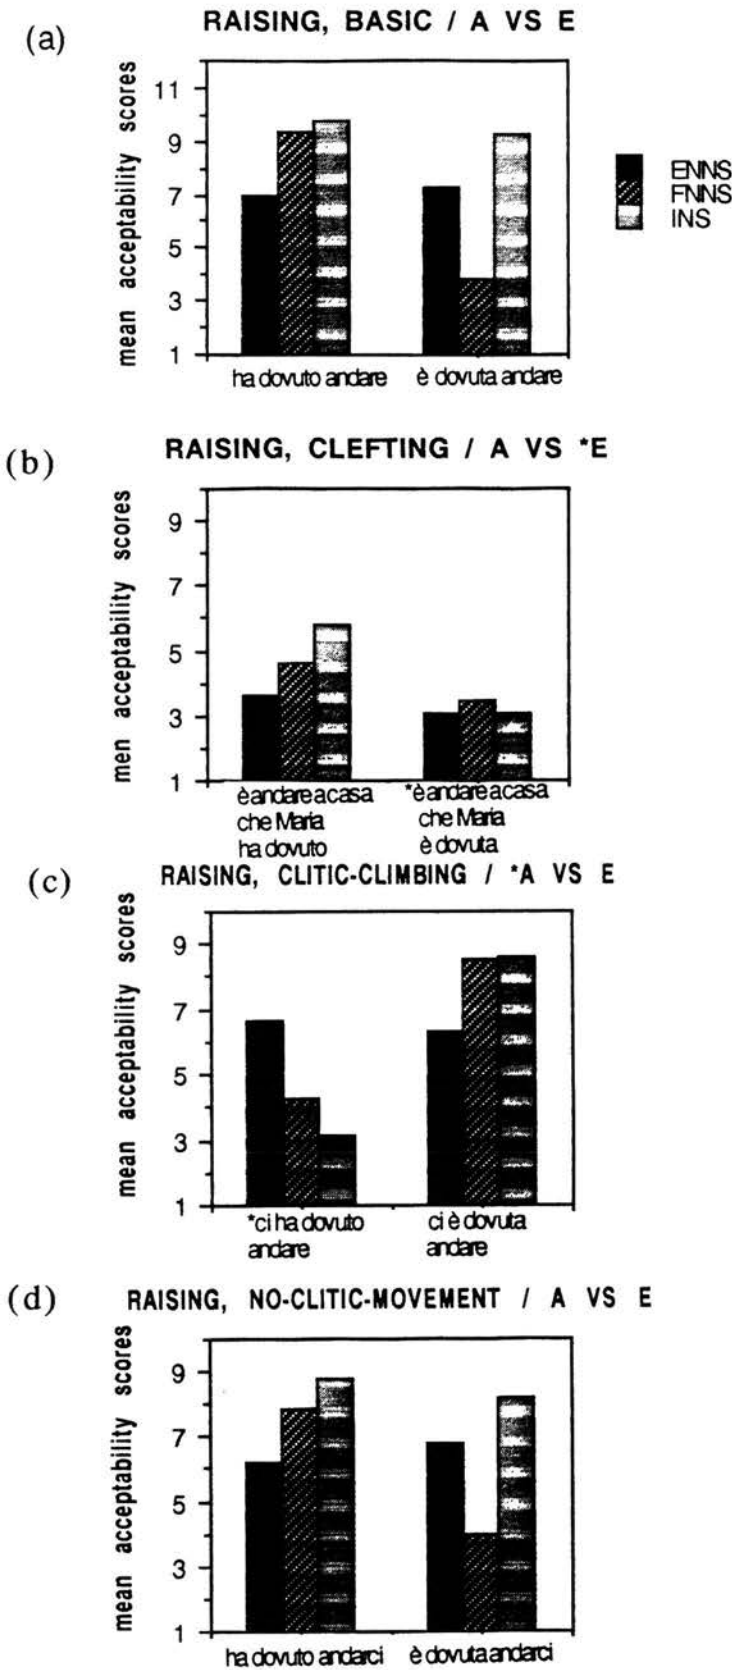 (a)
RAISING, BASIC / A VS E
mean acceptability scores
11
9
7
5
3
1
ha dovuto andare
è dovuta andare
ENNS
FNNS
INS
(b)
RAISING, CLEFTING / A VS *E
men acceptability scores
9
7
5
3
1
è andare a casa
che Maria
ha dovuto
*è andare a casa
che Maria
è dovuta
(c)
RAISING, CLITIC-CLIMBING / *A VS E
mean acceptability scores
9
7
5
3
1
*ci ha dovuto
andare
ci è dovuta
andare
(d)
RAISING, NO-CLITIC-MOVEMENT / A VS E
mean acceptability scores
9
7
5
3
1
ha dovuto andarci
è dovuta andarci